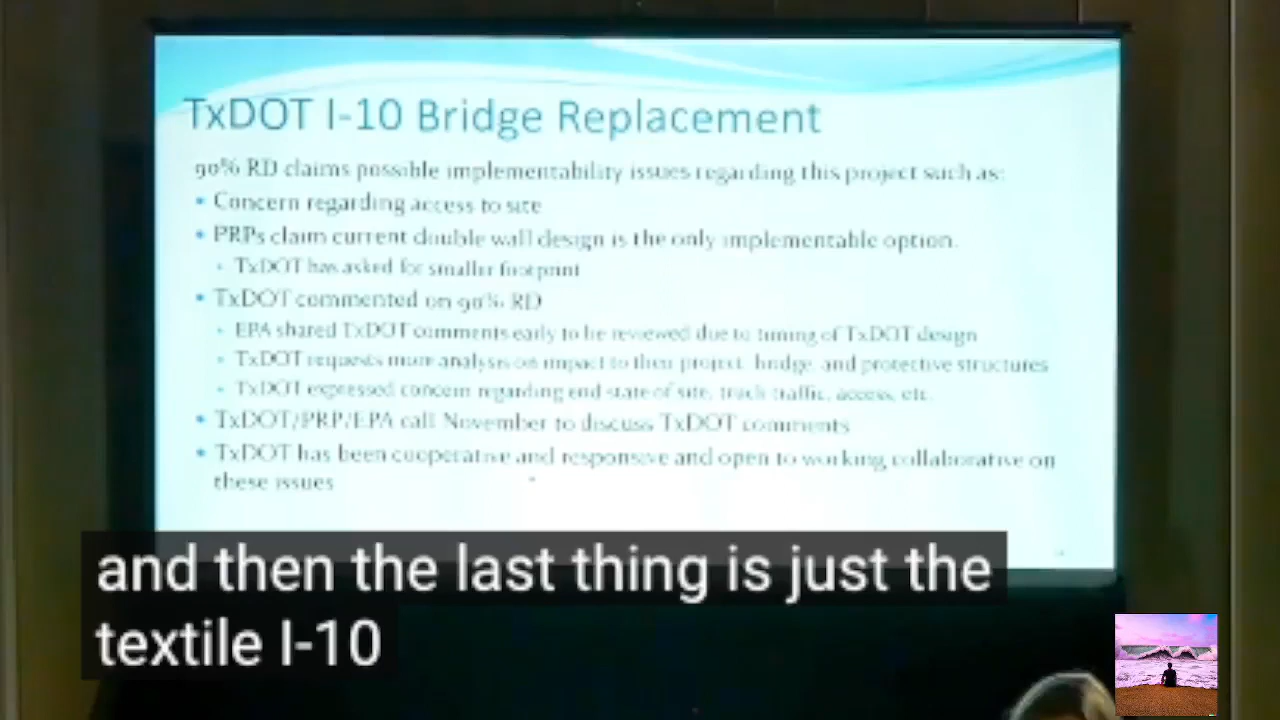 TxDOT I-10 Bridge Replacement
90% RD claims possible implementability issues regarding this project such as:
• Concern regarding access to site
• PRPs claim current double wall design is the only implementable option.
• TxDOT has asked for smaller footprint
• TxDOT commented on 90% RD
• EPA shared TxDOT comments early to be reviewed due to timing of TxDOT design
• TxDOT requests more analysis on impact to their project, bridge, and protective structures
• TxDOT expressed concern regarding end state of site, truck traffic, access, etc.
• TxDOT/PRP/EPA call November to discuss TxDOT comments
• TxDOT has been cooperative and responsive and open to working collaborative on
these issues
and then the last thing is just the
textile I-10